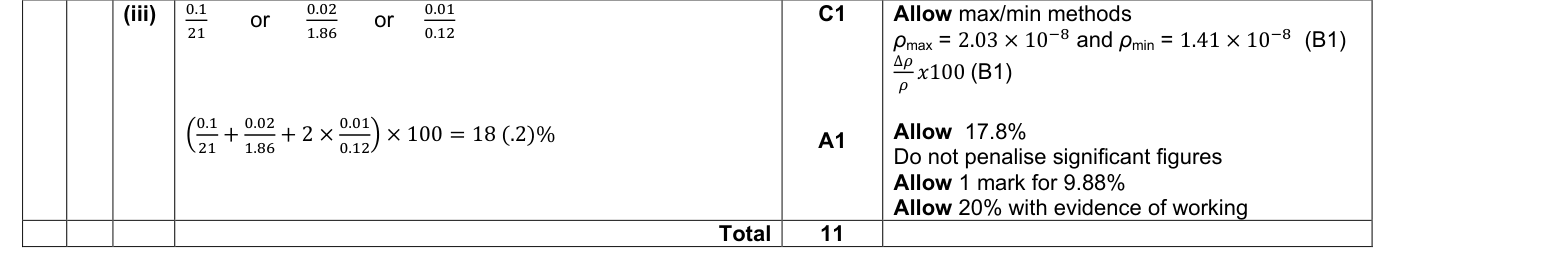 (iii) 0.1/21 or 0.02/1.86 or 0.01/0.12 C1 Allow max/min methods
ρmax = 2.03 × 10⁻⁸ and ρmin = 1.41 × 10⁻⁸ (B1)
Δρ/ρ x100 (B1)
(0.1/21 + 0.02/1.86 + 2 × 0.01/0.12) × 100 = 18 (.2)% A1 Allow 17.8%
Do not penalise significant figures
Allow 1 mark for 9.88%
Allow 20% with evidence of working
Total 11